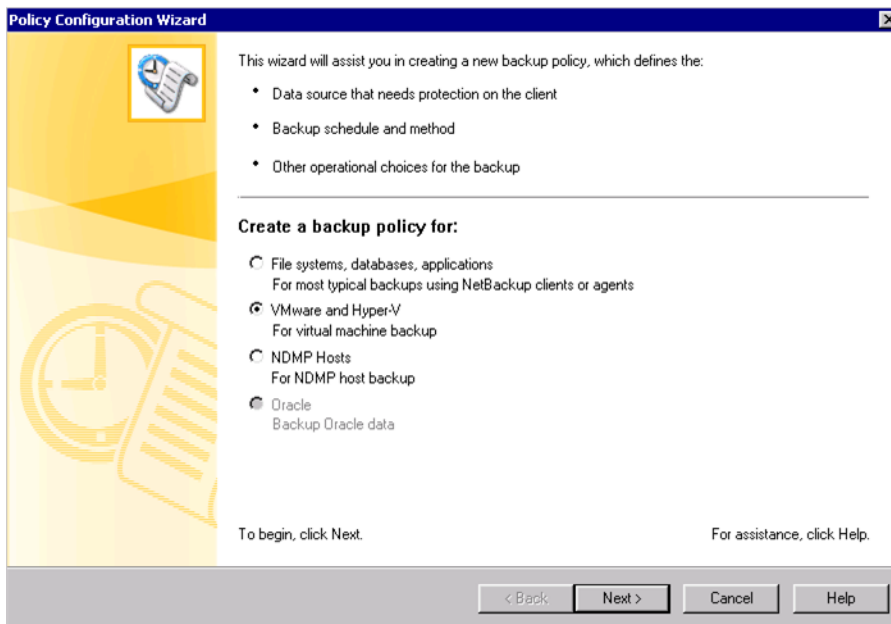 Policy Configuration Wizard
This wizard will assist you in creating a new backup policy, which defines the:
• Data source that needs protection on the client
• Backup schedule and method
• Other operational choices for the backup
Create a backup policy for:
File systems, databases, applications
For most typical backups using NetBackup clients or agents
VMware and Hyper-V
For virtual machine backup
NDMP Hosts
For NDMP host backup
Oracle
Backup Oracle data
To begin, click Next.
For assistance, click Help.
< Back
Next >
Cancel
Help